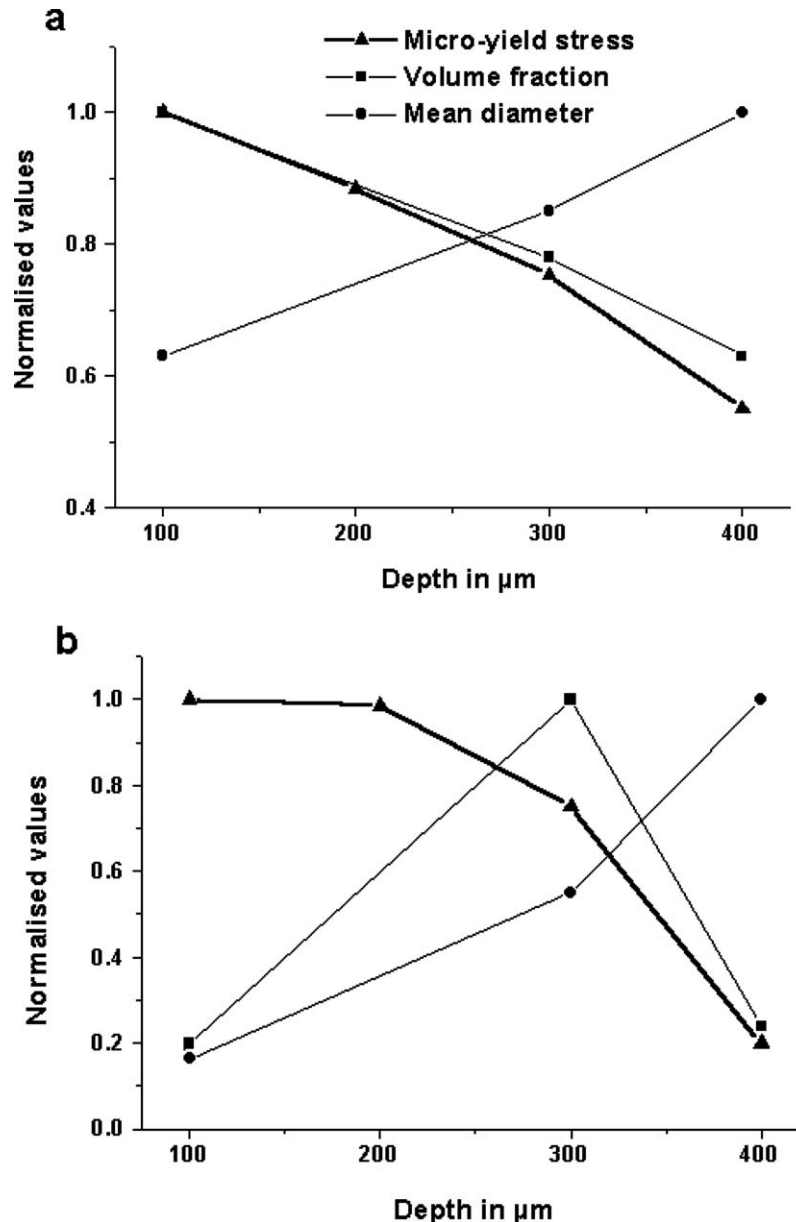 a
Micro-yield stress
Volume fraction
Mean diameter
1.0
0.8
0.6
0.4
Normalised values
100 200 300 400
Depth in µm
b
1.0
0.8
0.6
0.4
0.2
0.0
Normalised values
100 200 300 400
Depth in µm